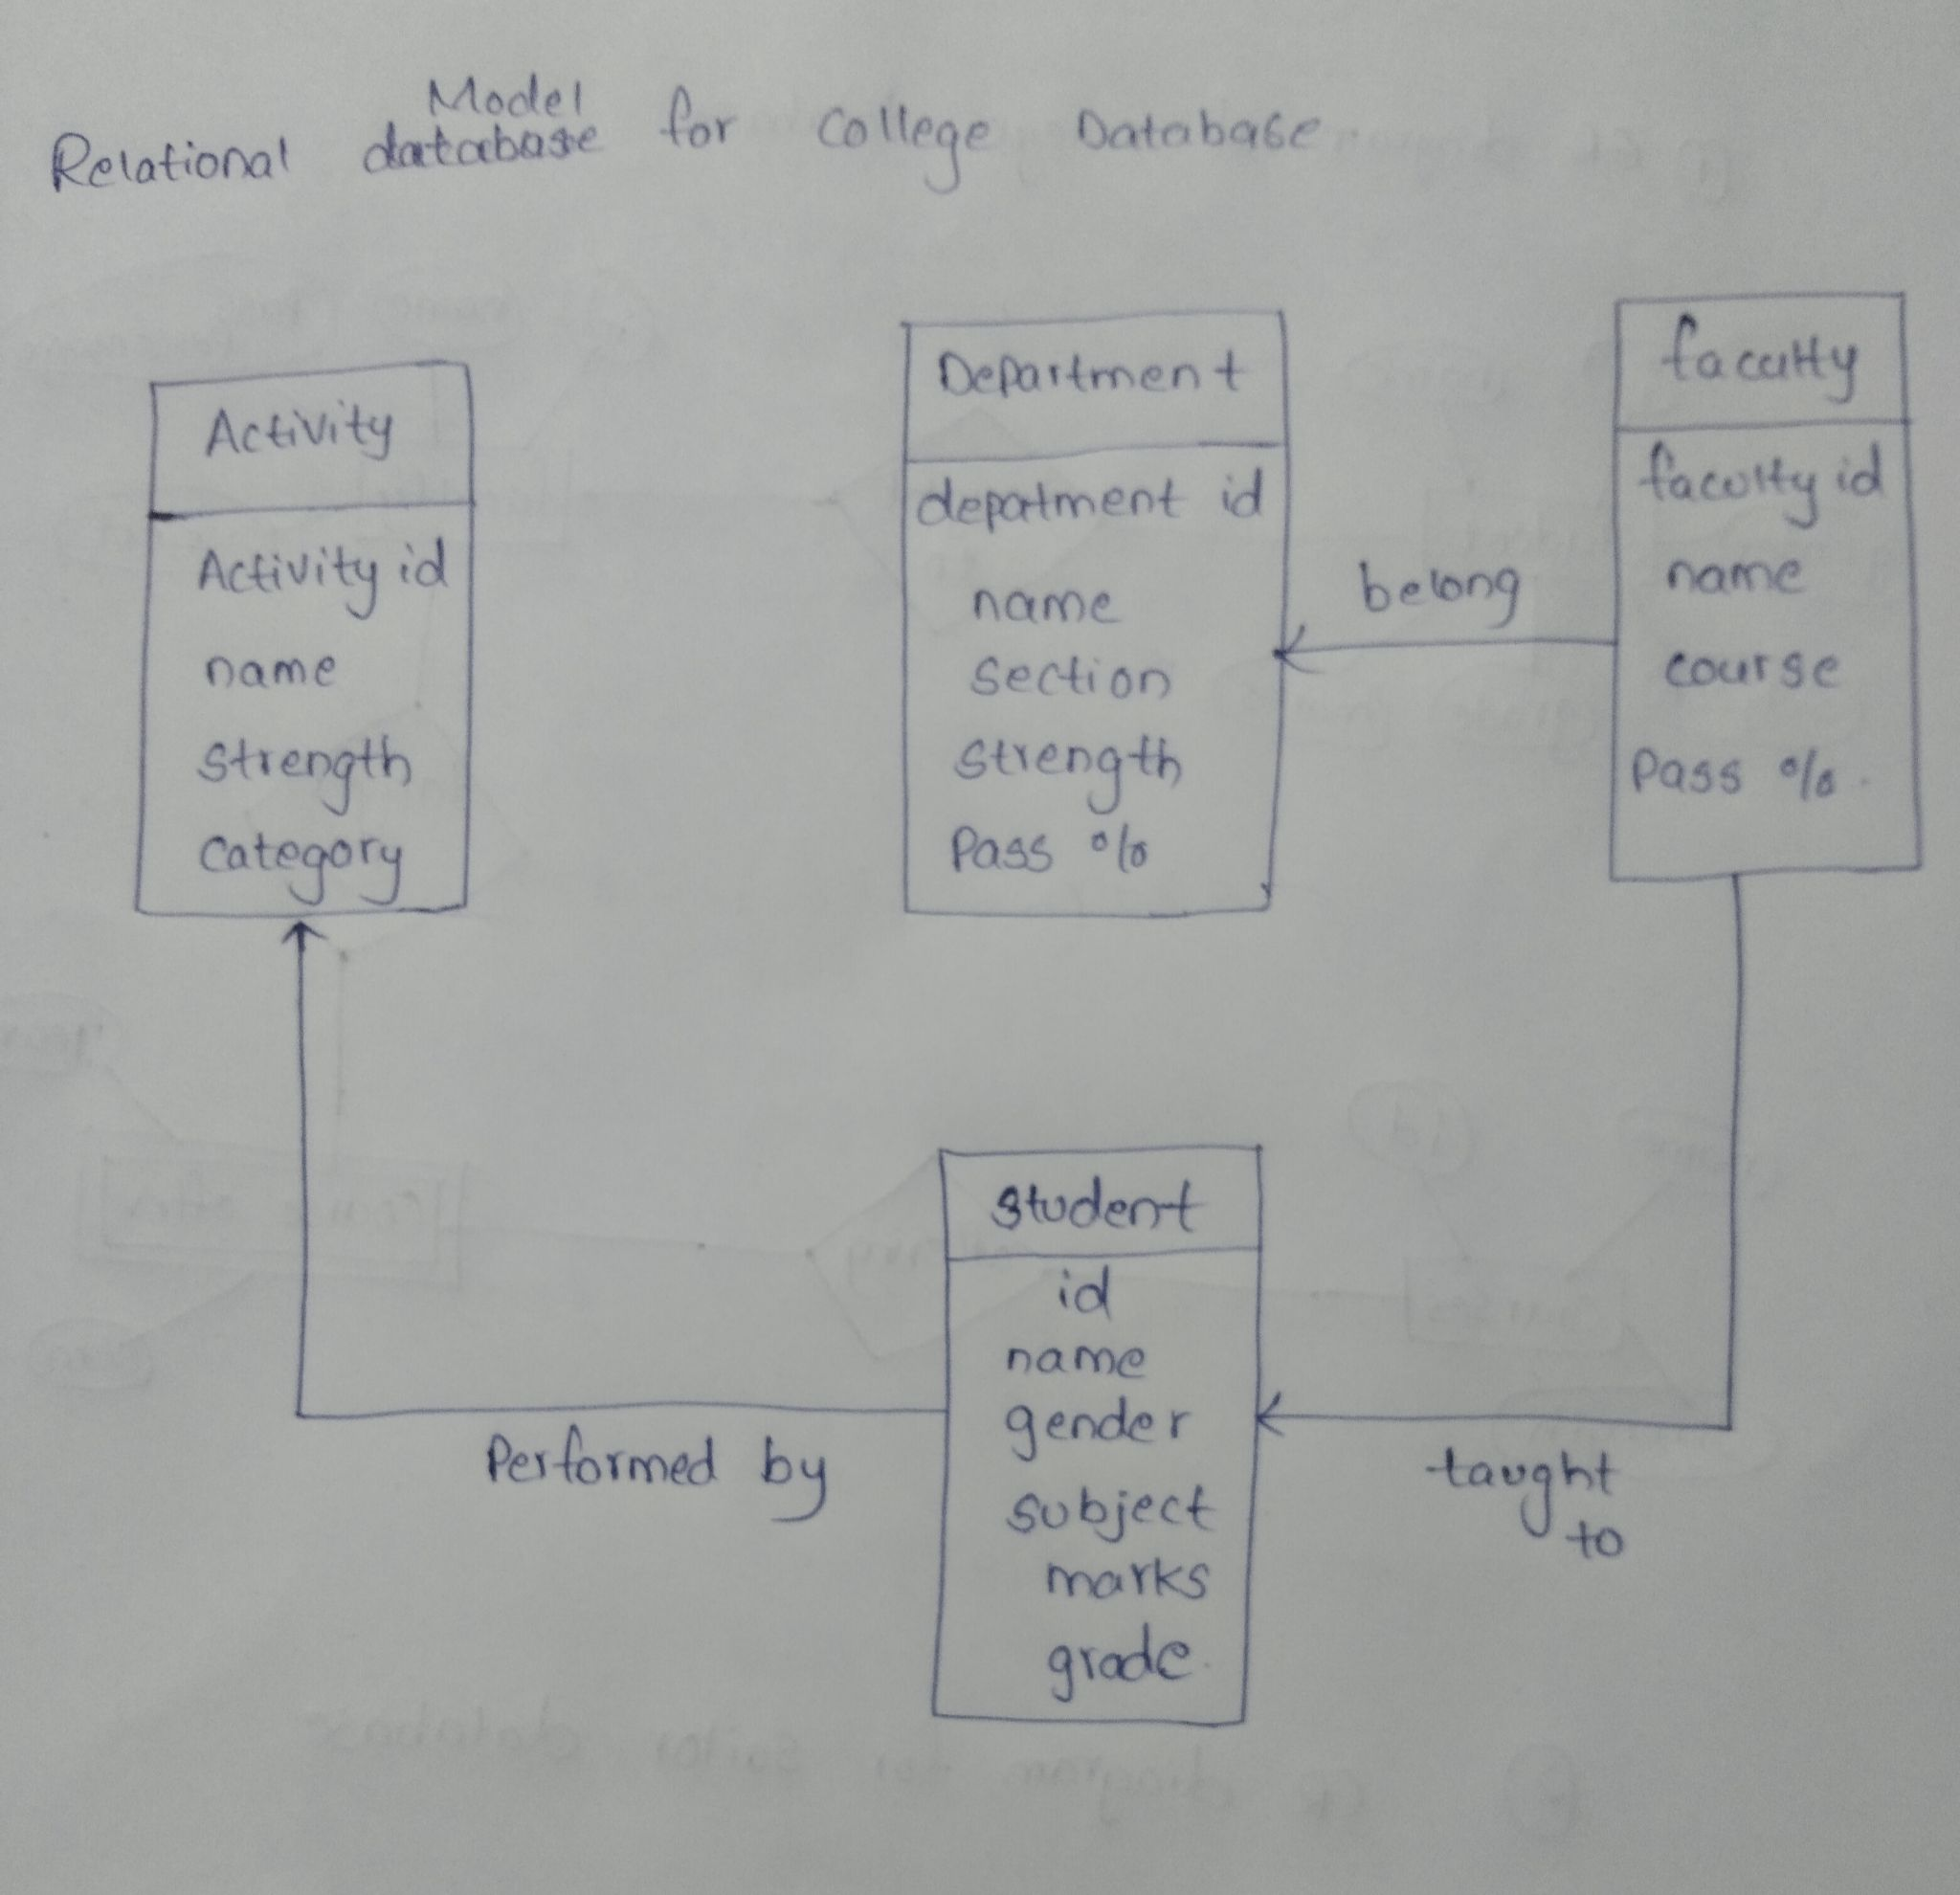 Model
Relational database for College Database
Activity
Activity id
name
strength
category
Department
department id
name
section
strength
Pass %
faculty
faculty id
name
course
Pass %
belong
student
id
name
gender
subject
marks
grade
Performed by
taught
to